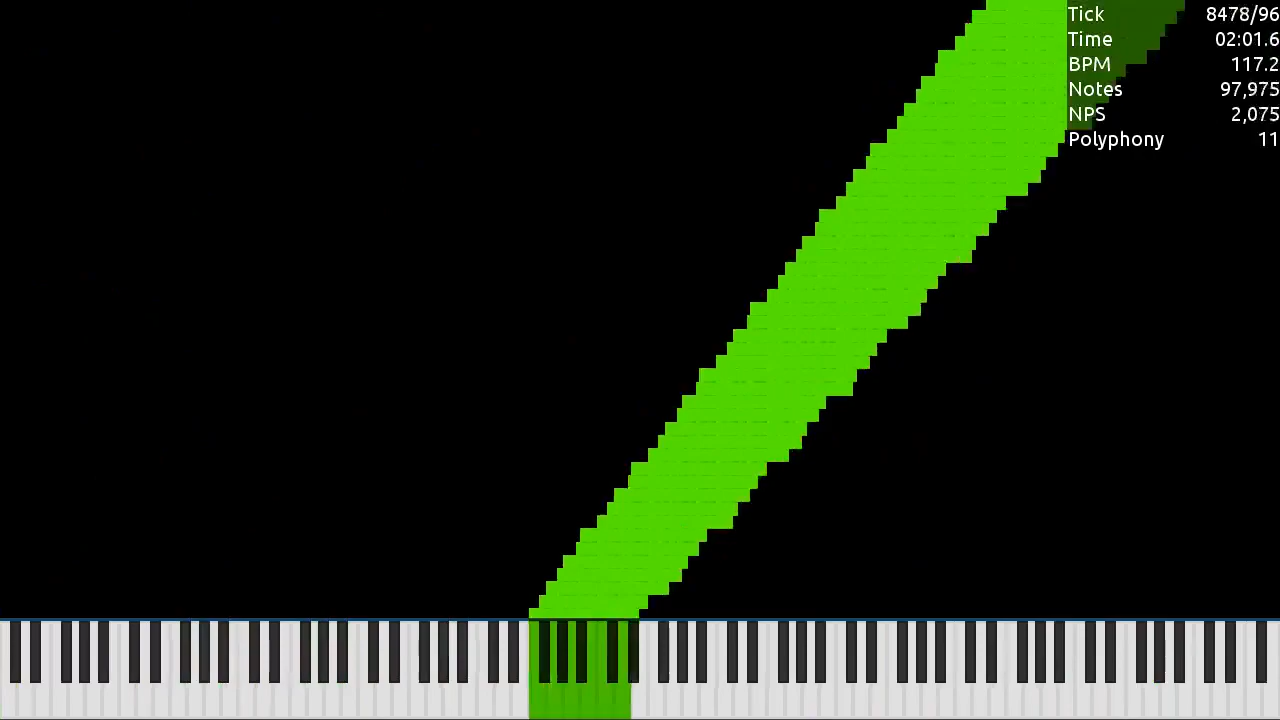 Tick 8478/96
Time 02:01.6
BPM 117.2
Notes 97,975
NPS 2,075
Polyphony 11